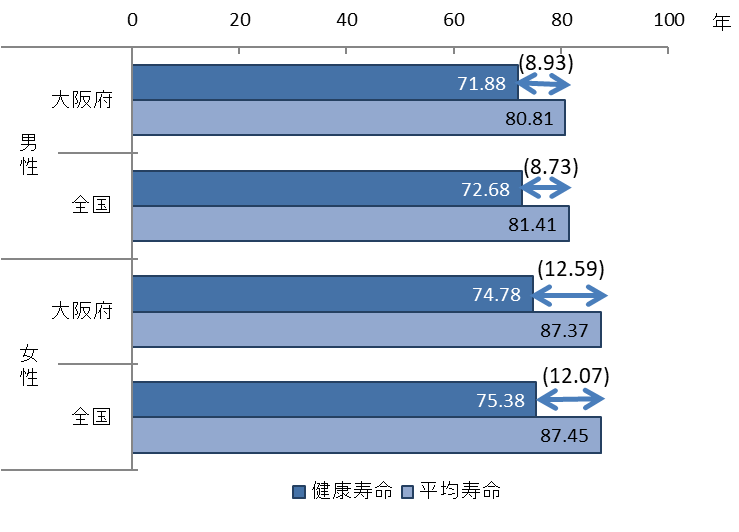 0 20 40 60 80 100 年
男性
大阪府
71.88
(8.93)
80.81
全国
72.68
(8.73)
81.41
女性
大阪府
74.78
(12.59)
87.37
全国
75.38
(12.07)
87.45
健康寿命 平均寿命